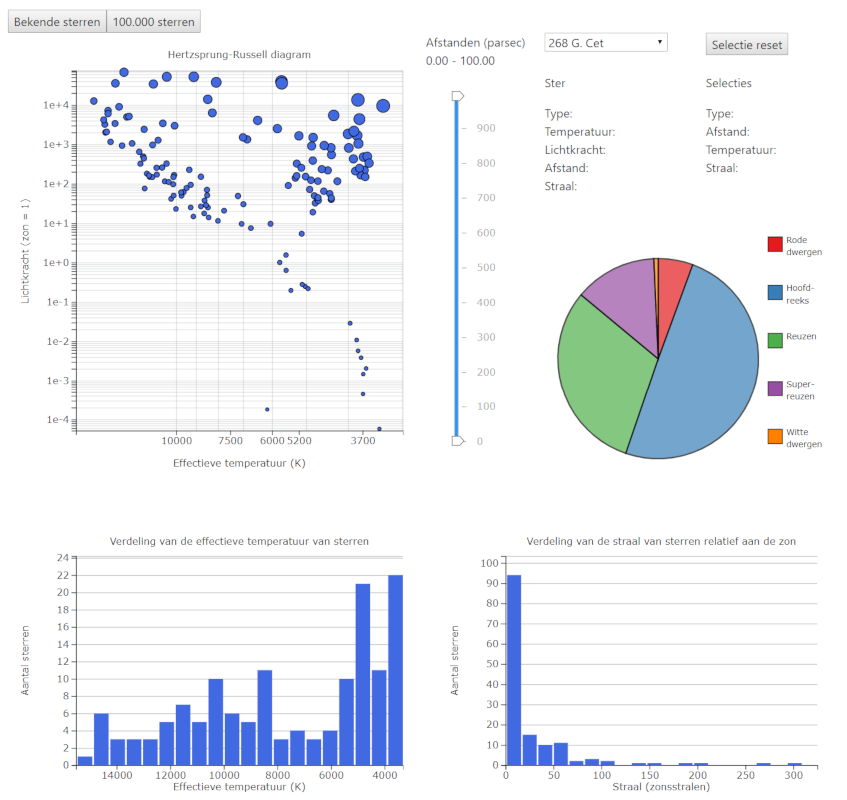 Bekende sterren
100.000 sterren
Hertzsprung-Russell diagram
Lichtkracht (zon = 1)
1e+4
1e+3
1e+2
1e+1
1e+0
1e-1
1e-2
1e-3
1e-4
10000
7500
6000
5200
3700
Effectieve temperatuur (K)
Afstanden (parsec)
0.00 - 100.00
900
800
700
600
500
400
300
200
100
0
268 G. Cet
Selectie reset
Ster
Type:
Temperatuur:
Lichtkracht:
Afstand:
Straal:
Selecties
Type:
Afstand:
Temperatuur:
Straal:
Rode
dwergen
Hoofd-
reeks
Reuzen
Super-
reuzen
Witte
dwergen
Verdeling van de effectieve temperatuur van sterren
Aantal sterren
24
22
20
18
16
14
12
10
8
6
4
2
0
14000
12000
10000
8000
6000
4000
Effectieve temperatuur (K)
Verdeling van de straal van sterren relatief aan de zon
Aantal sterren
100
90
80
70
60
50
40
30
20
10
0
0
50
100
150
200
250
300
Straal (zonsstralen)